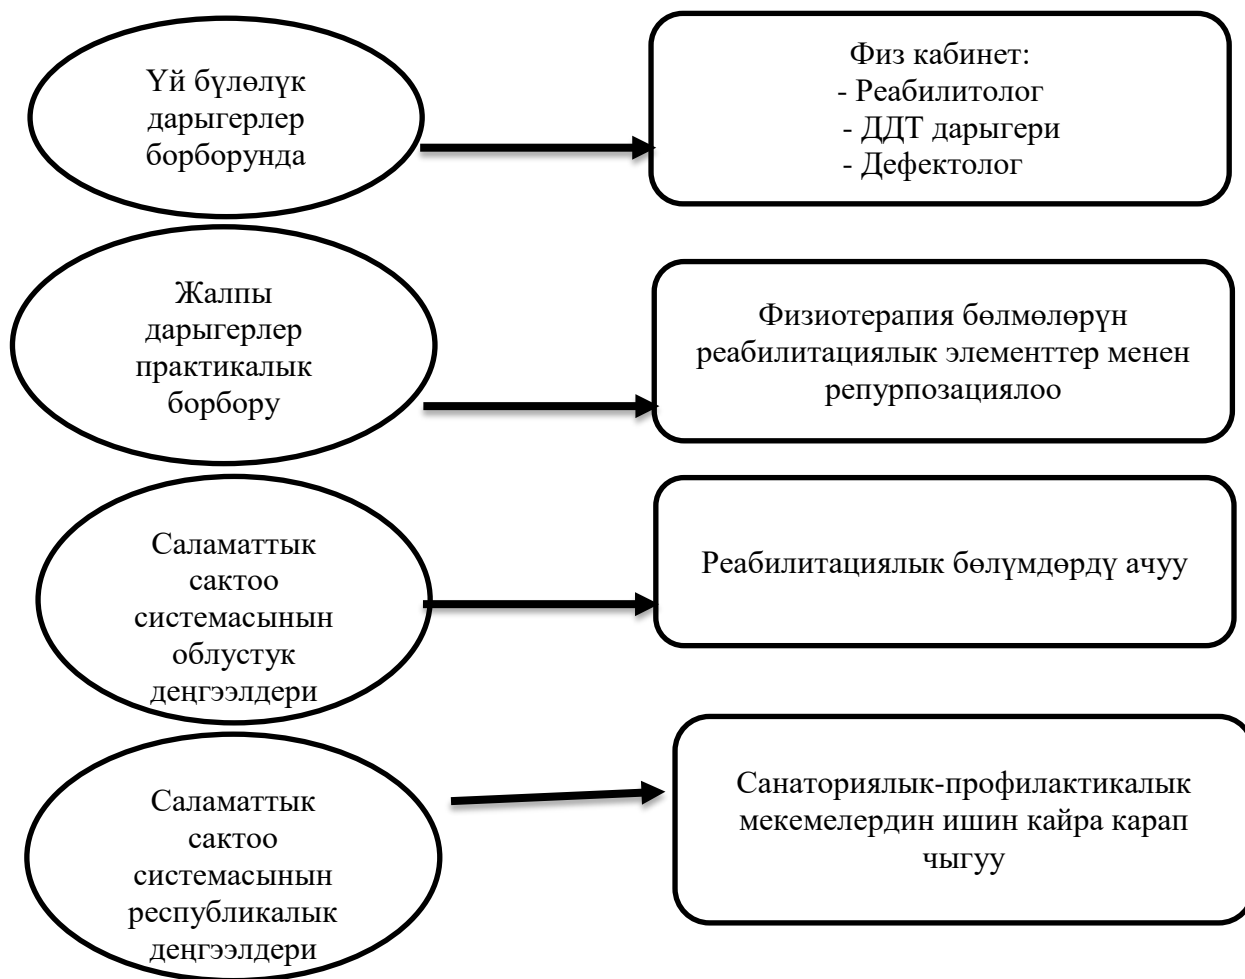 Үй бүлөлүк
дарыгерлер
борборунда
Физ кабинет:
- Реабилитолог
- ДДТ дарыгери
- Дефектолог
Жалпы
дарыгерлер
практикалык
борбору
Физиотерапия бөлмөлөрүн
реабилитациялык элементтер менен
репурпозациялоо
Саламаттык
сактоо
системасынын
облустук
деңгээлдери
Реабилитациялык бөлүмдөрдү ачуу
Саламаттык
сактоо
системасынын
республикалык
деңгээлдери
Санаториялык-профилактикалык
мекемелердин ишин кайра карап
чыгуу